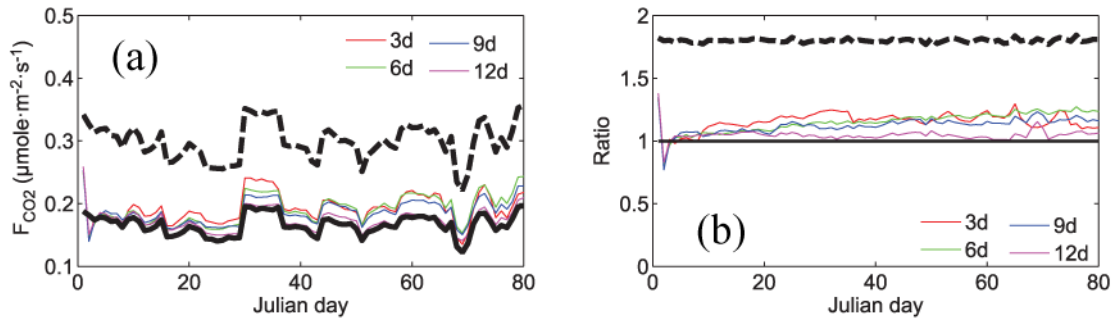 (a)
0.5
0.4
0.3
0.2
0.1
F_CO2 (μmole·m⁻²·s⁻¹)
3d
9d
6d
12d
0
20
40
60
80
Julian day
(b)
2
1.5
1
0.5
0
Ratio
3d
9d
6d
12d
0
20
40
60
80
Julian day